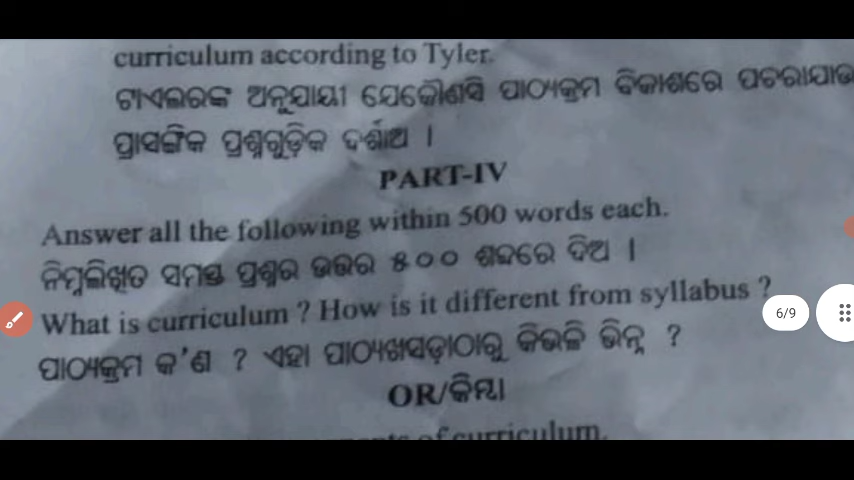 curriculum according to Tyler.
ଟାଏଲରଙ୍କ ଅନୁଯାୟୀ ଯେକୌଣସି ପାଠ୍ୟକ୍ରମ ବିକାଶରେ ପଚରାଯାଉ
ପ୍ରାସଙ୍ଗିକ ପ୍ରଶ୍ନଗୁଡ଼ିକ ଦର୍ଶାଅ ।
PART-IV
Answer all the following within 500 words each.
ନିମ୍ନଲିଖିତ ସମସ୍ତ ପ୍ରଶ୍ନର ଉତ୍ତର ୫୦୦ ଶବ୍ଦରେ ଦିଅ ।
What is curriculum ? How is it different from syllabus ?
6/9
ପାଠ୍ୟକ୍ରମ କ'ଣ ? ଏହା ପାଠ୍ୟଖସଡ଼ାଠାରୁ କିଭଳି ଭିନ୍ନ ?
OR/କିମ୍ବା
of curriculum.